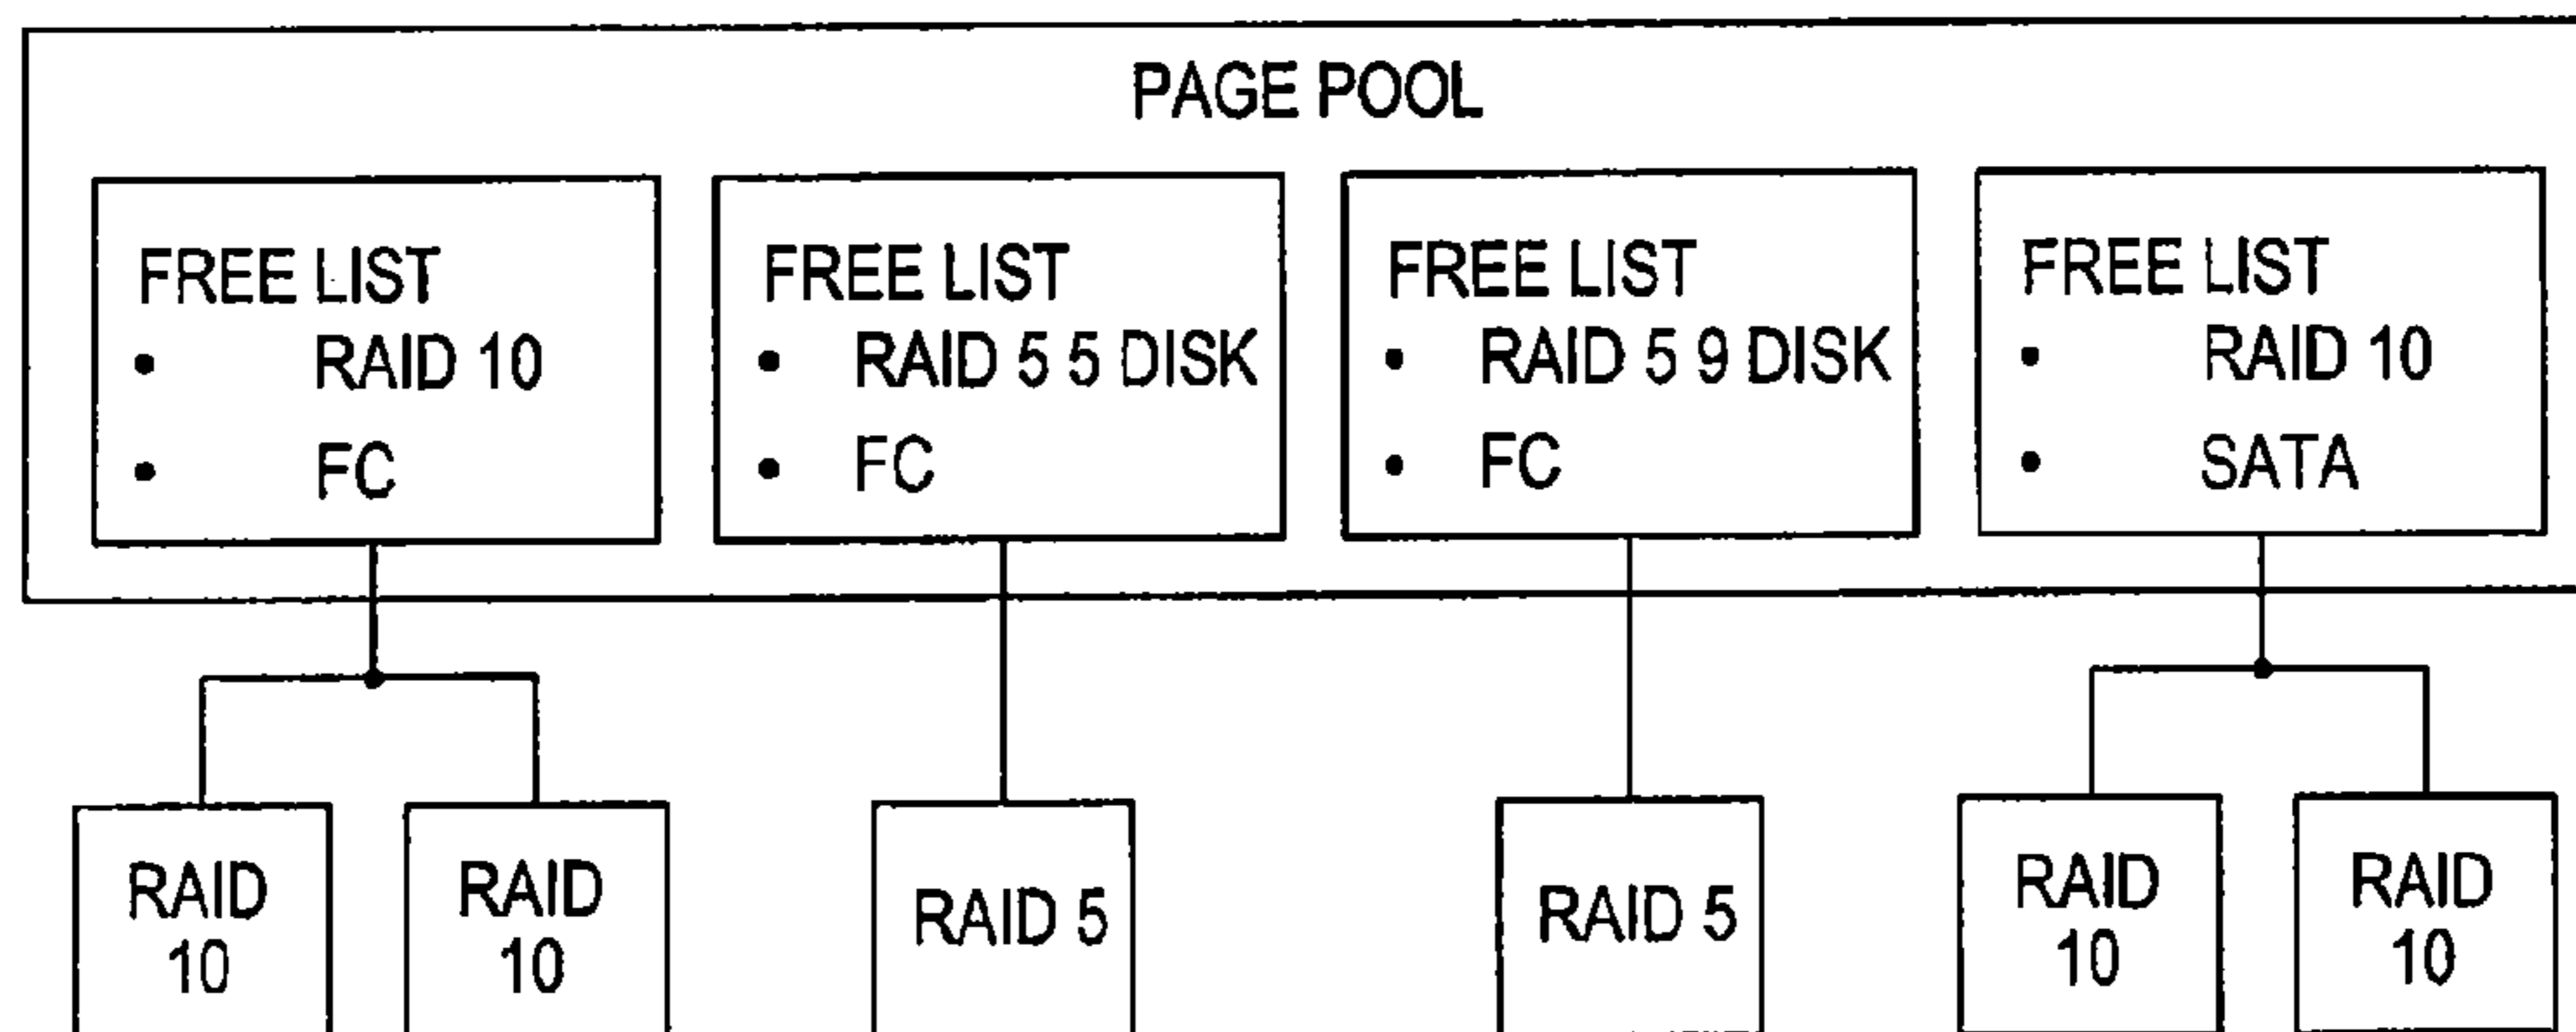 PAGE POOL
FREE LIST
• RAID 10
• FC
FREE LIST
• RAID 5 5 DISK
• FC
FREE LIST
• RAID 5 9 DISK
• FC
FREE LIST
• RAID 10
• SATA
RAID
10
RAID
10
RAID 5
RAID 5
RAID
10
RAID
10